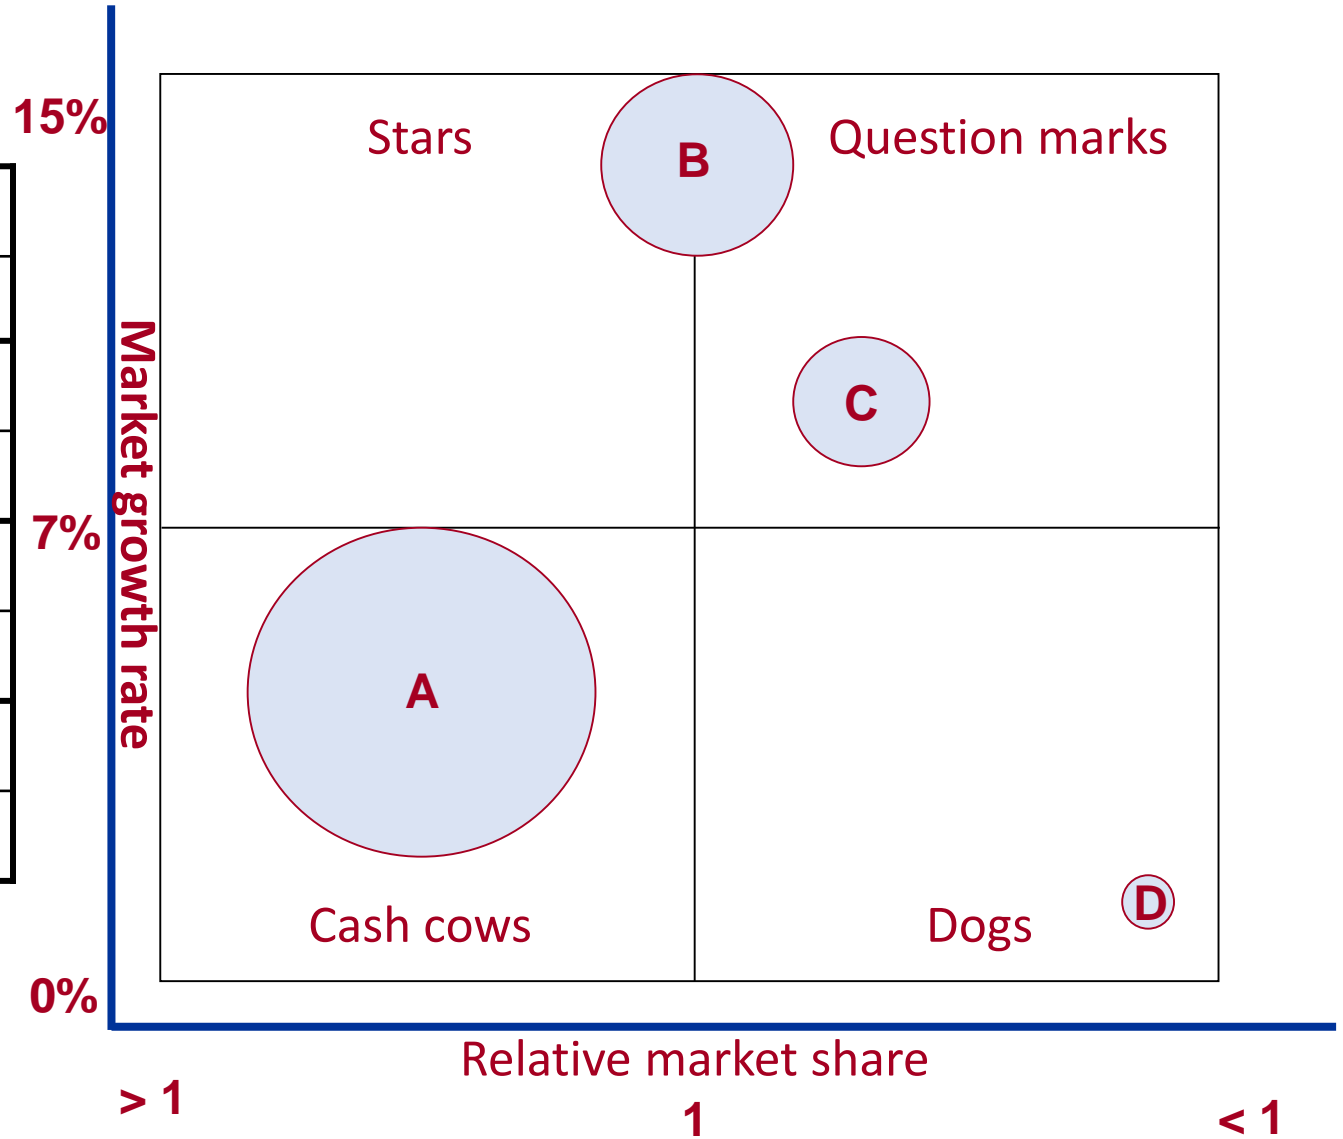 15%
Stars
B
Question marks
C
Market growth rate
7%
A
Cash cows
Dogs
D
0%
Relative market share
> 1
1
< 1